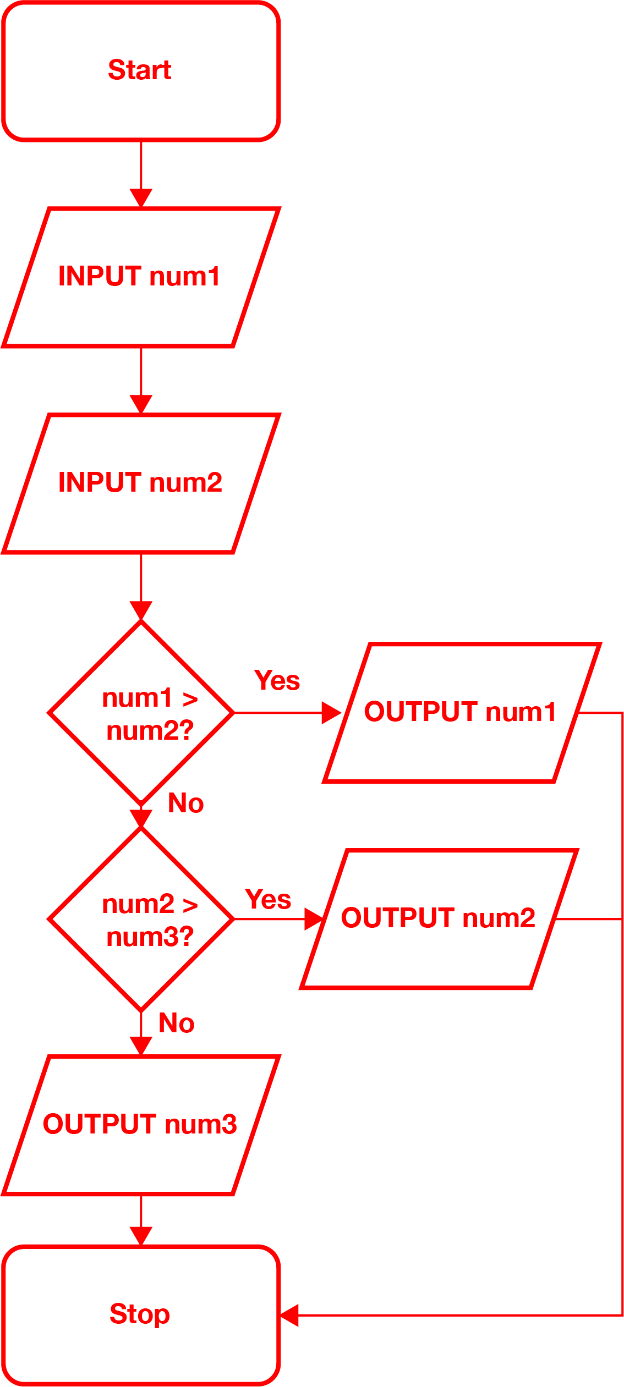 Start
INPUT num1
INPUT num2
num1 >
num2?
Yes
OUTPUT num1
No
num2 >
num3?
Yes
OUTPUT num2
No
OUTPUT num3
Stop